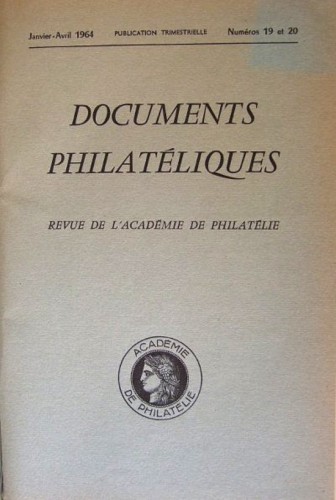 Janvier-Avril 1964 PUBLICATION TRIMESTRIELLE Numéros 19 et 20
DOCUMENTS
PHILATÉLIQUES
REVUE DE L'ACADÉMIE DE PHILATÉLIE
ACADÉMIE
DE PHILATÉLIE